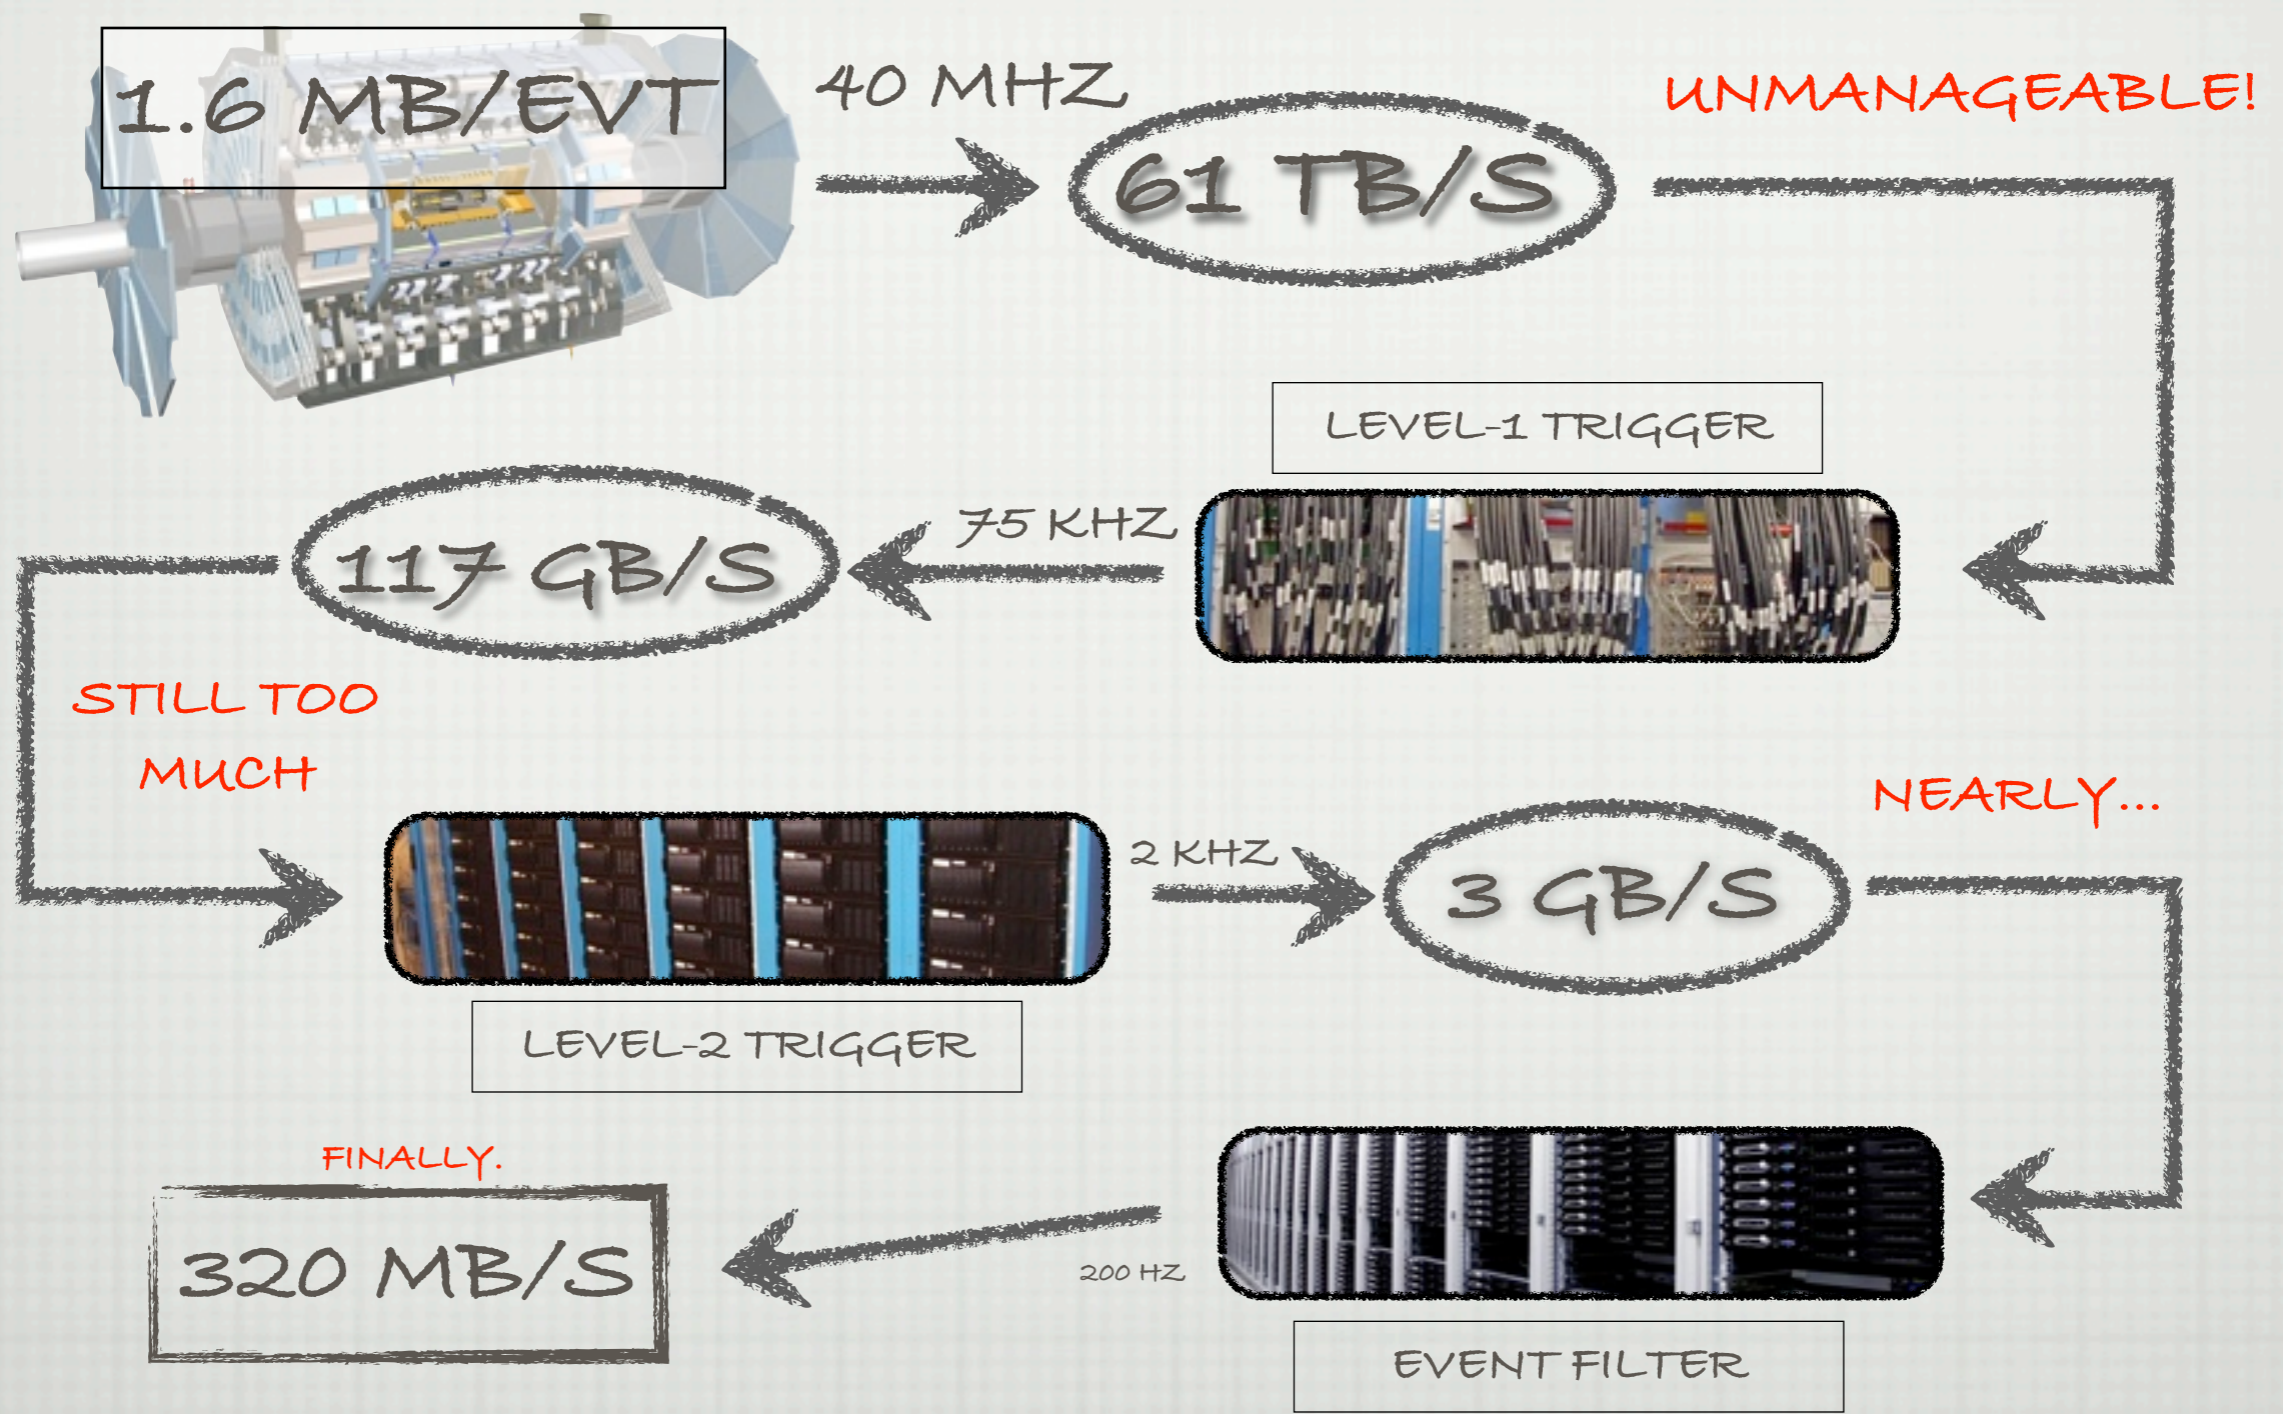 1.6 MB/EVT
40 MHZ
61 TB/S
UNMANAGEABLE!
LEVEL-1 TRIGGER
75 KHZ
117 GB/S
STILL TOO
MUCH
LEVEL-2 TRIGGER
2 KHZ
3 GB/S
NEARLY...
EVENT FILTER
200 HZ
FINALLY.
320 MB/S